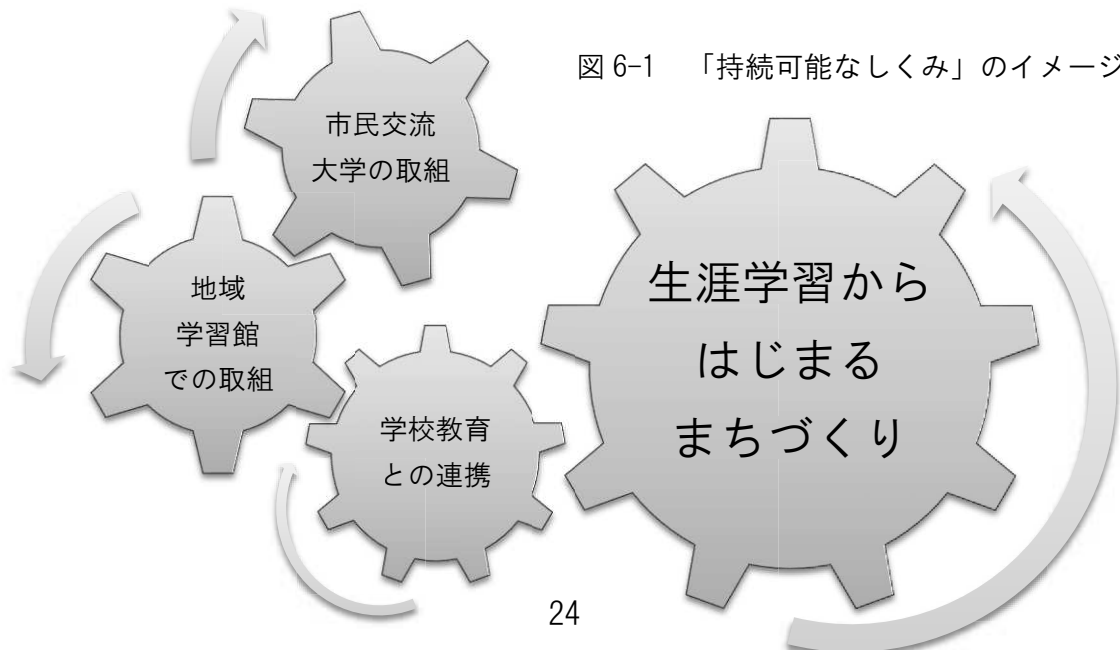 図 6-1 「持続可能なしくみ」のイメージ
市民交流
大学の取組
地域
学習館
での取組
学校教育
との連携
生涯学習から
はじまる
まちづくり
24